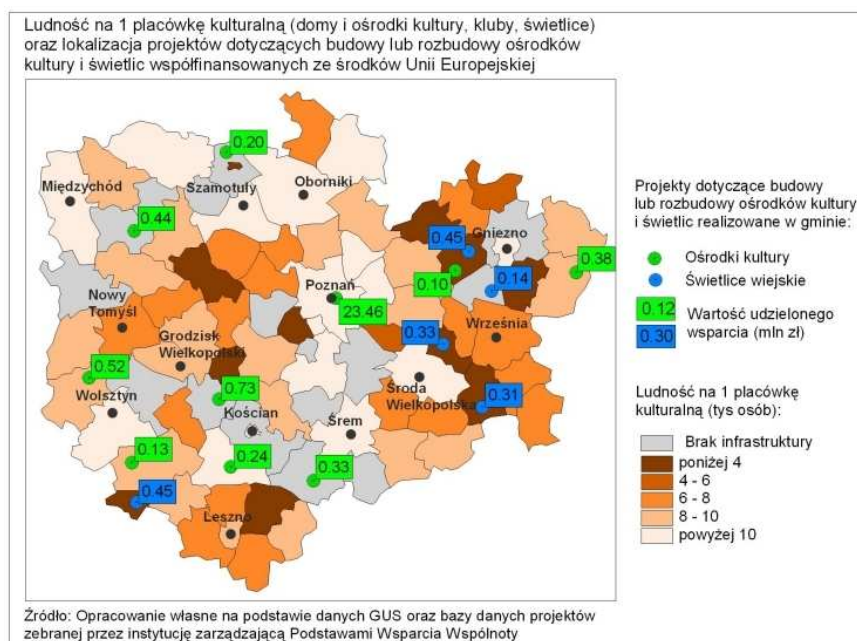 Ludność na 1 placówkę kulturalną (domy i ośrodki kultury, kluby, świetlice)
oraz lokalizacja projektów dotyczących budowy lub rozbudowy ośrodków
kultury i świetlic współfinansowanych ze środków Unii Europejskiej
0.20
Międzychód
Szamotuły
Oborniki
0.44
0.45
Gniezno
0.38
0.10
0.14
Poznań
23.46
Nowy
Tomyśl
Grodzisk
Wielkopolski
0.33
Września
0.52
Wolsztyn
0.73
Kościan
Środa
Wielkopolska
0.31
Śrem
0.13
0.24
0.33
0.45
Leszno
Projekty dotyczące budowy
lub rozbudowy ośrodków kultury
i świetlic realizowane w gminie:
Ośrodki kultury
Świetlice wiejskie
0.12
0.30
Wartość udzielonego
wsparcia (mln zł)
Ludność na 1 placówkę
kulturalną (tys osób):
Brak infrastruktury
poniżej 4
4 - 6
6 - 8
8 - 10
powyżej 10
Źródło: Opracowanie własne na podstawie danych GUS oraz bazy danych projektów
zebranej przez instytucję zarządzającą Podstawami Wsparcia Wspólnoty